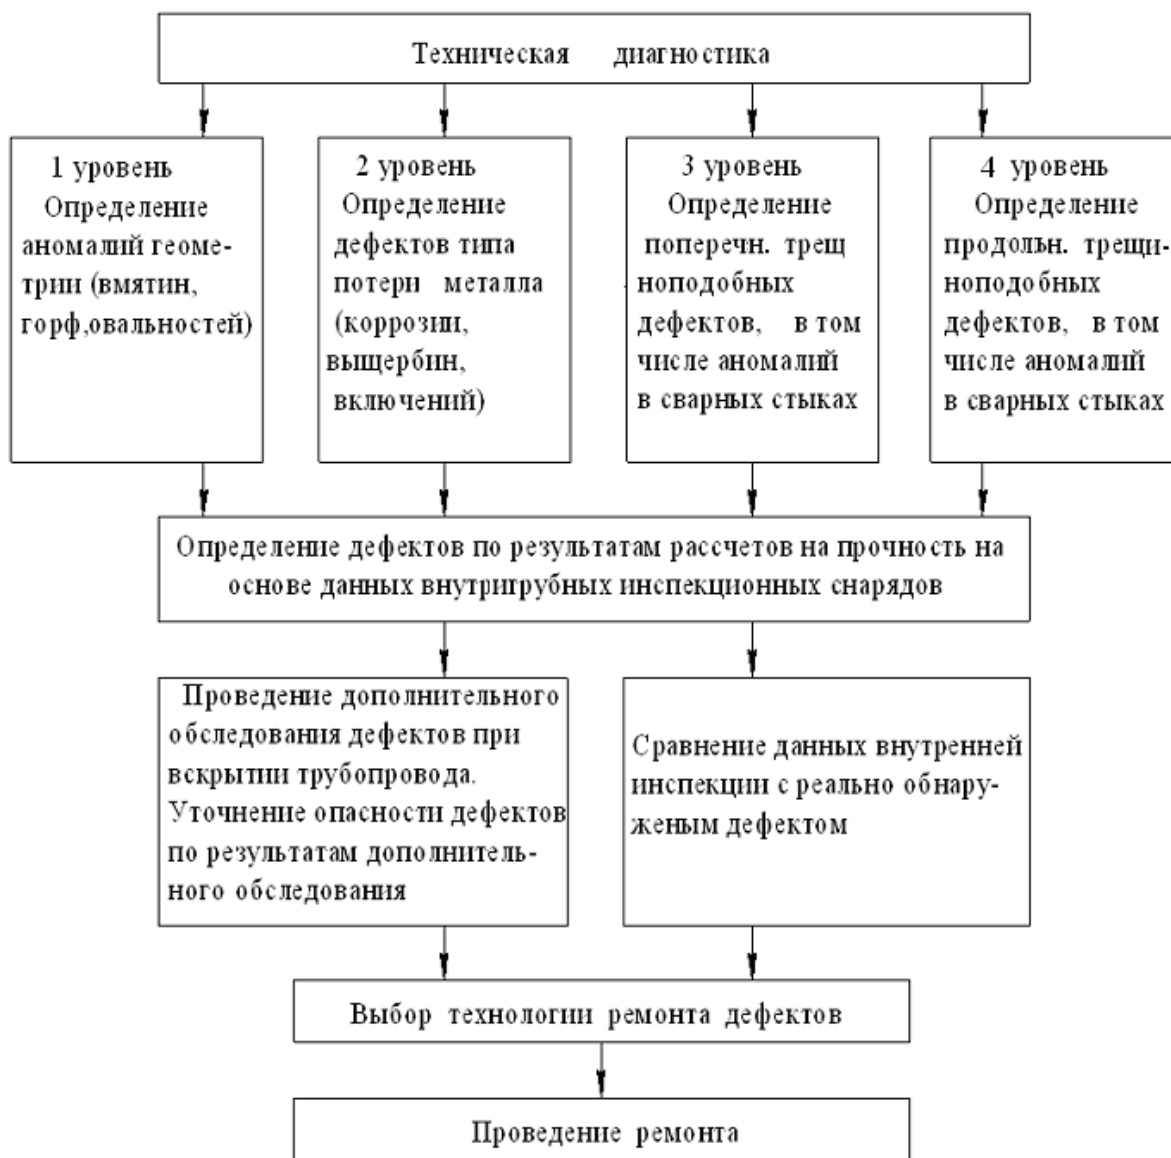 Техническая диагностика
1 уровень
Определение
аномалий геоме-
трии (вмятин,
горф,овальностей)
2 уровень
Определение
дефектов типа
потери металла
(коррозии,
выщербин,
включений)
3 уровень
Определение
поперечн. трещ
ноподобных
дефектов, в том
числе аномалий
в сварных стыках
4 уровень
Определение
продольн. трещи-
ноподобных
дефектов, в том
числе аномалий
в сварных стыках
Определение дефектов по результатам рассчетов на прочность на
основе данных внутригрубных инспекционных снарядов
Проведение дополнительного
обследования дефектов при
вскрытии трубопровода.
Уточнение опасности дефектов
по результатам дополнитель-
ного обследования
Сравнение данных внутренней
инспекции с реально обнару-
женым дефектом
Выбор технологии ремонта дефектов
Проведение ремонта